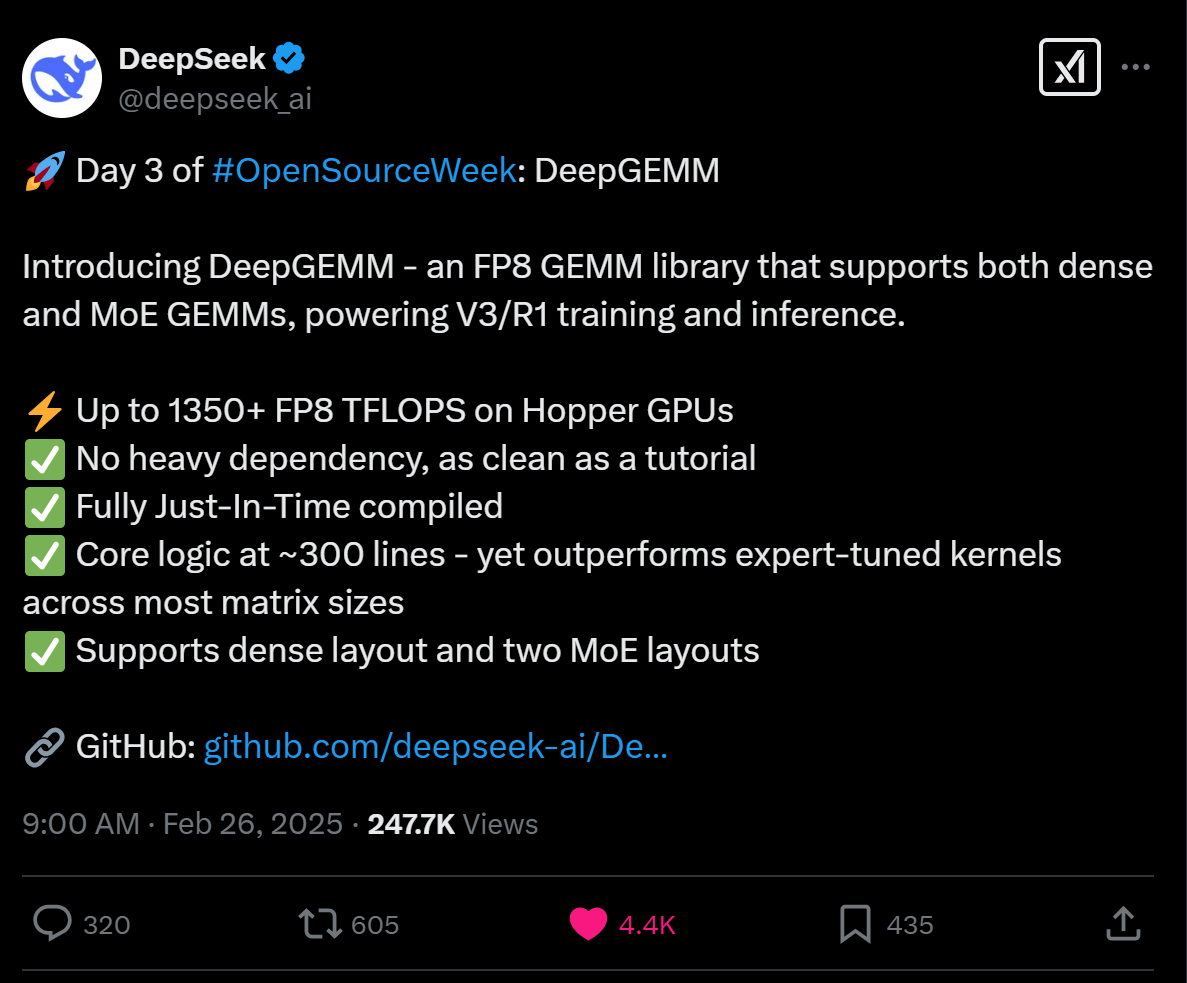 DeepSeek
@deepseek_ai
🚀 Day 3 of #OpenSourceWeek: DeepGEMM
Introducing DeepGEMM - an FP8 GEMM library that supports both dense
and MoE GEMMs, powering V3/R1 training and inference.
⚡ Up to 1350+ FP8 TFLOPS on Hopper GPUs
✅ No heavy dependency, as clean as a tutorial
✅ Fully Just-In-Time compiled
✅ Core logic at ~300 lines - yet outperforms expert-tuned kernels
across most matrix sizes
✅ Supports dense layout and two MoE layouts
🔗 GitHub: github.com/deepseek-ai/De…
9:00 AM · Feb 26, 2025 · 247.7K Views
320 605 4.4K 435